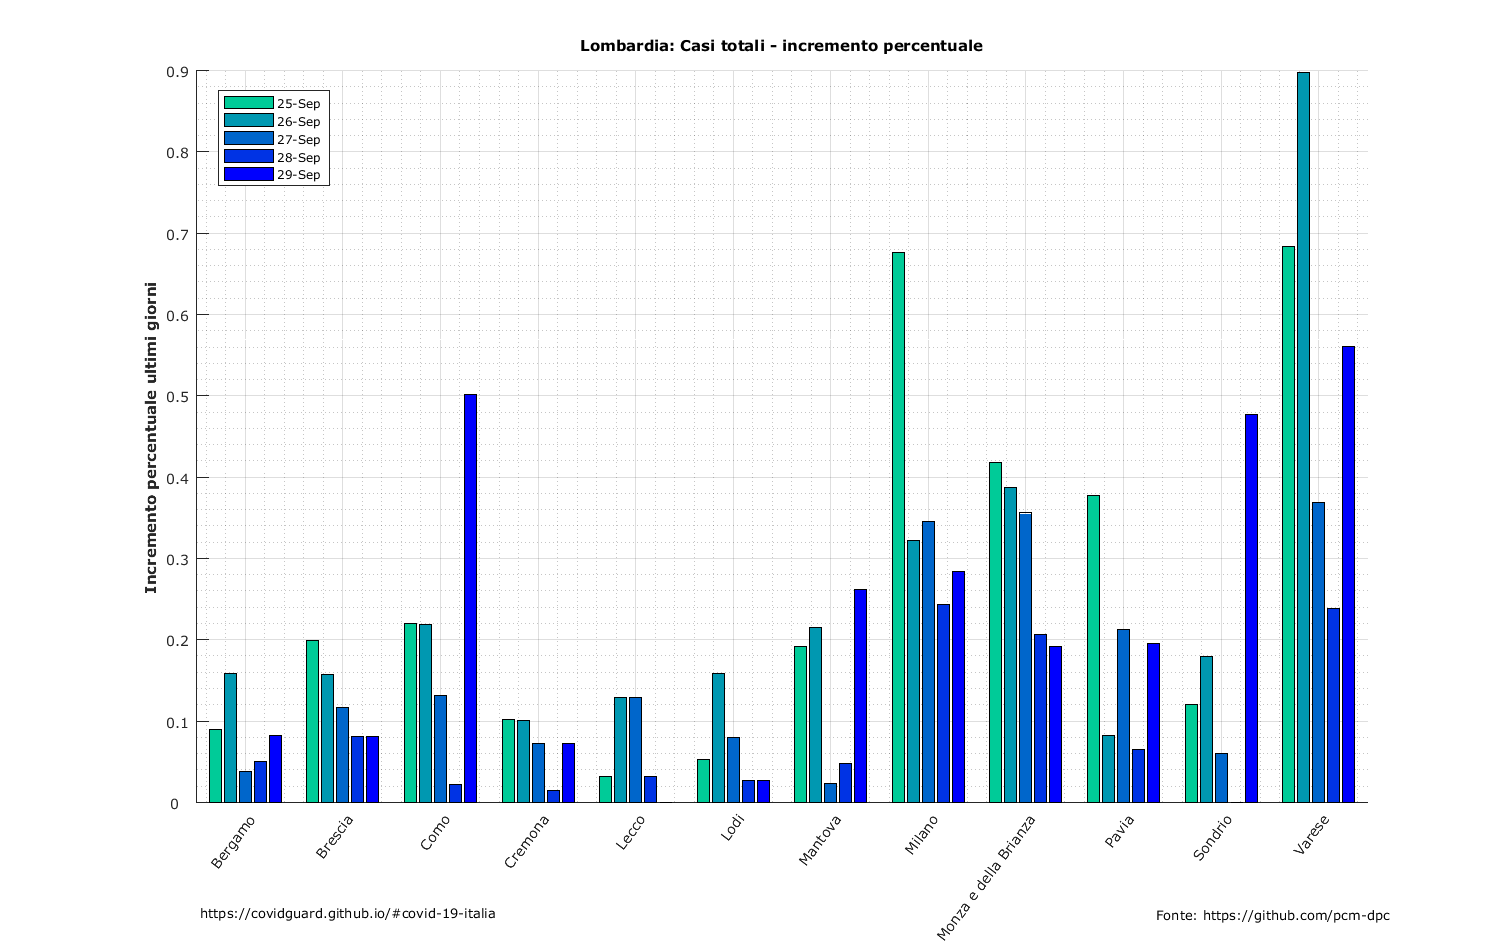 Lombardia: Casi totali - incremento percentuale
0.9
0.8
0.7
0.6
0.5
0.4
0.3
0.2
0.1
0
Incremento percentuale ultimi giorni
25-Sep
26-Sep
27-Sep
28-Sep
29-Sep
Bergamo
Brescia
Como
Cremona
Lecco
Lodi
Mantova
Milano
Monza e della Brianza
Pavia
Sondrio
Varese
https://covidguard.github.io/#covid-19-italia
Fonte: https://github.com/pcm-dpc